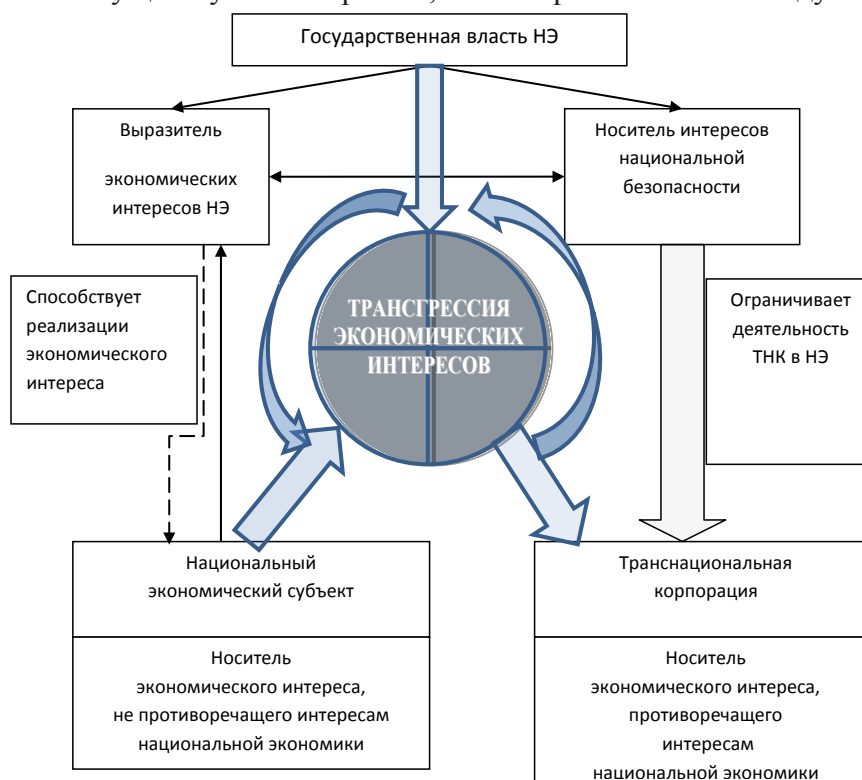 Государственная власть НЭ
Выразитель
экономических
интересов НЭ
Носитель интересов
национальной
безопасности
Способствует
реализации
экономического
интереса
ТРАНСГРЕССИЯ
ЭКОНОМИЧЕСКИХ
ИНТЕРЕСОВ
Ограничивает
деятельность
ТНК в НЭ
Национальный
экономический субъект
Носитель
экономического интереса,
не противоречащего интересам
национальной экономики
Транснациональная
корпорация
Носитель
экономического интереса,
противоречащего
интересам
национальной экономики